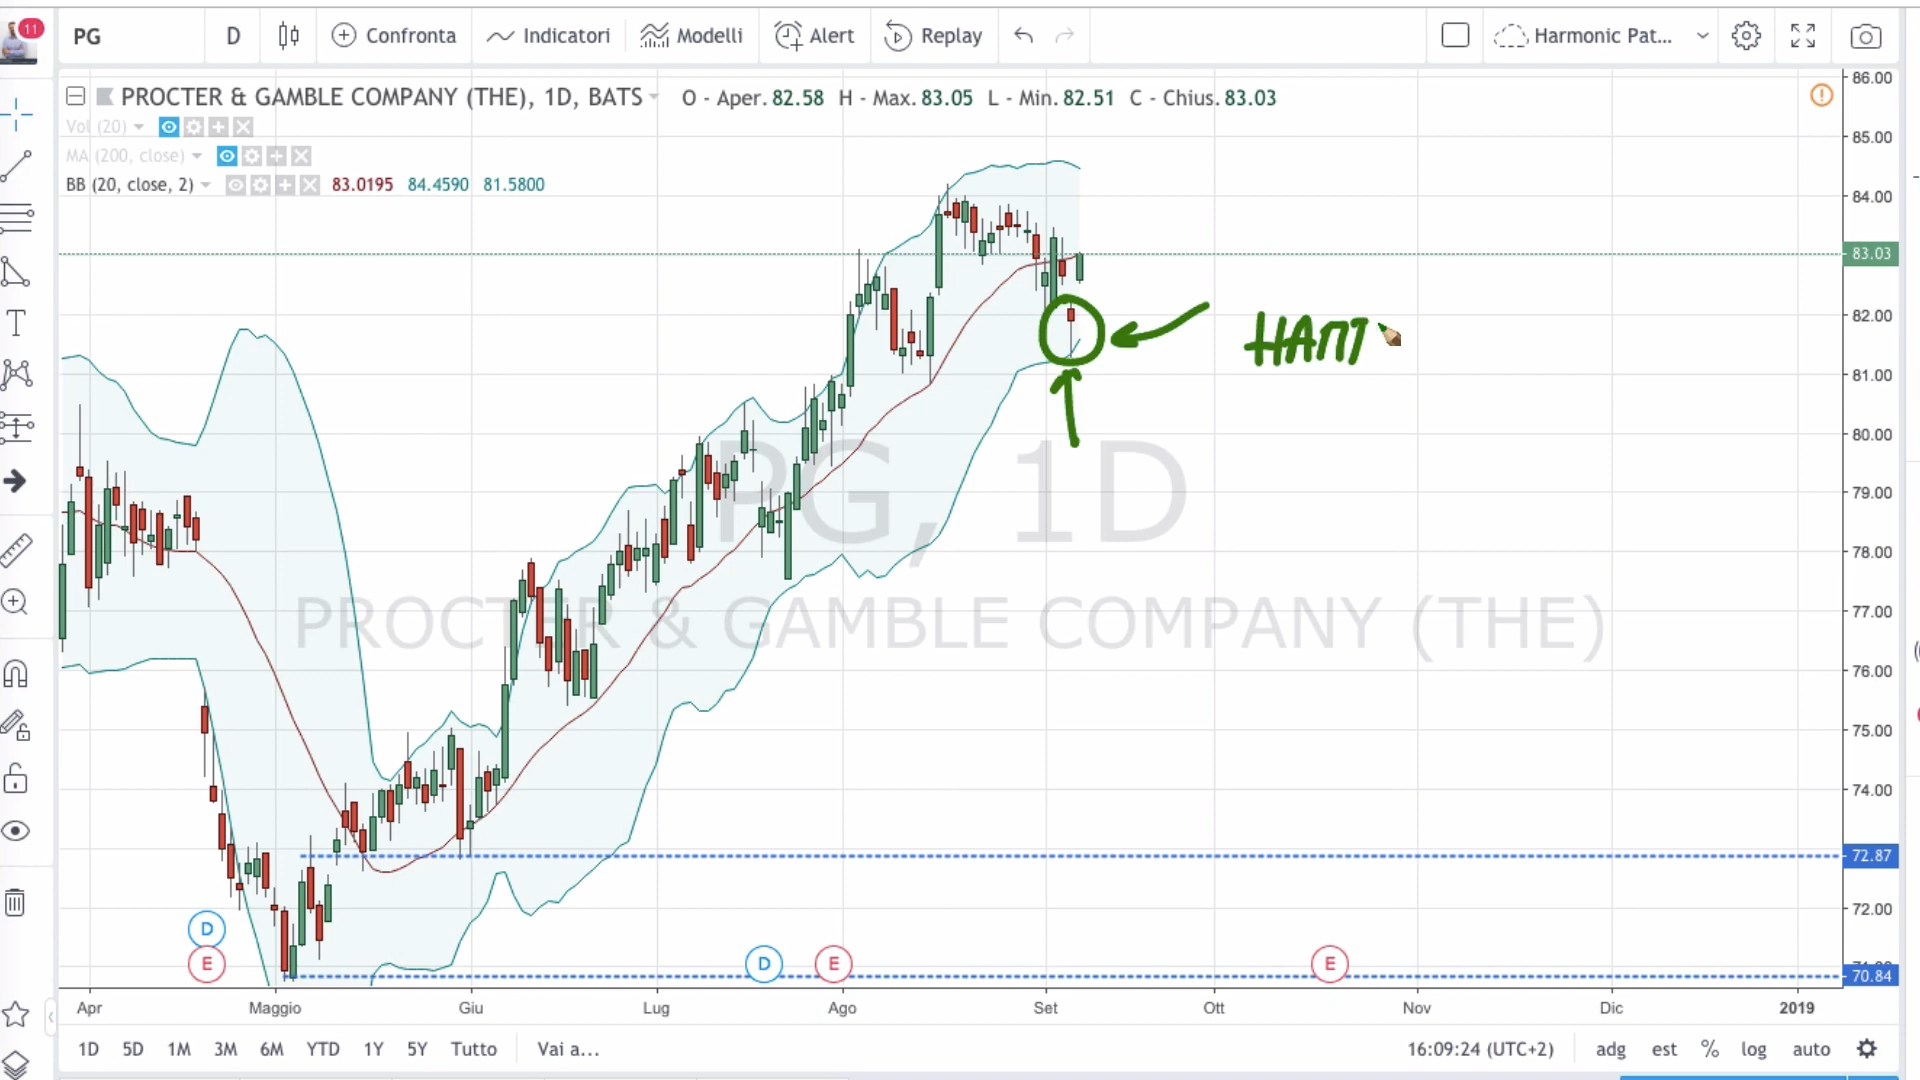 11
PG D Confronta Indicatori Modelli Alert Replay Harmonic Pat...
PROCTER & GAMBLE COMPANY (THE), 1D, BATS O - Aper. 82.58 H - Max. 83.05 L - Min. 82.51 C - Chius. 83.03
Vol (20)
MA (200, close)
BB (20, close, 2) 83.0195 84.4590 81.5800
86.00
85.00
84.00
83.03
82.00
81.00
80.00
79.00
78.00
77.00
76.00
75.00
74.00
72.87
72.00
70.84
PG, 1D
PROCTER & GAMBLE COMPANY (THE)
D
E
D
E
E
Apr Maggio Giu Lug Ago Set Ott Nov Dic 2019
1D 5D 1M 3M 6M YTD 1Y 5Y Tutto Vai a... 16:09:24 (UTC+2) adg est % log auto